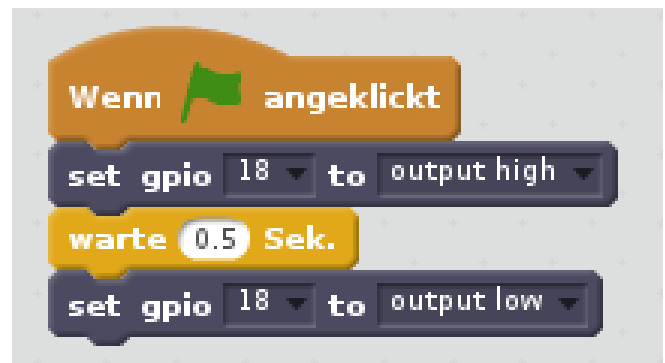 Wenn angeklickt
set gpio 18 to output high
warte 0.5 Sek.
set gpio 18 to output low